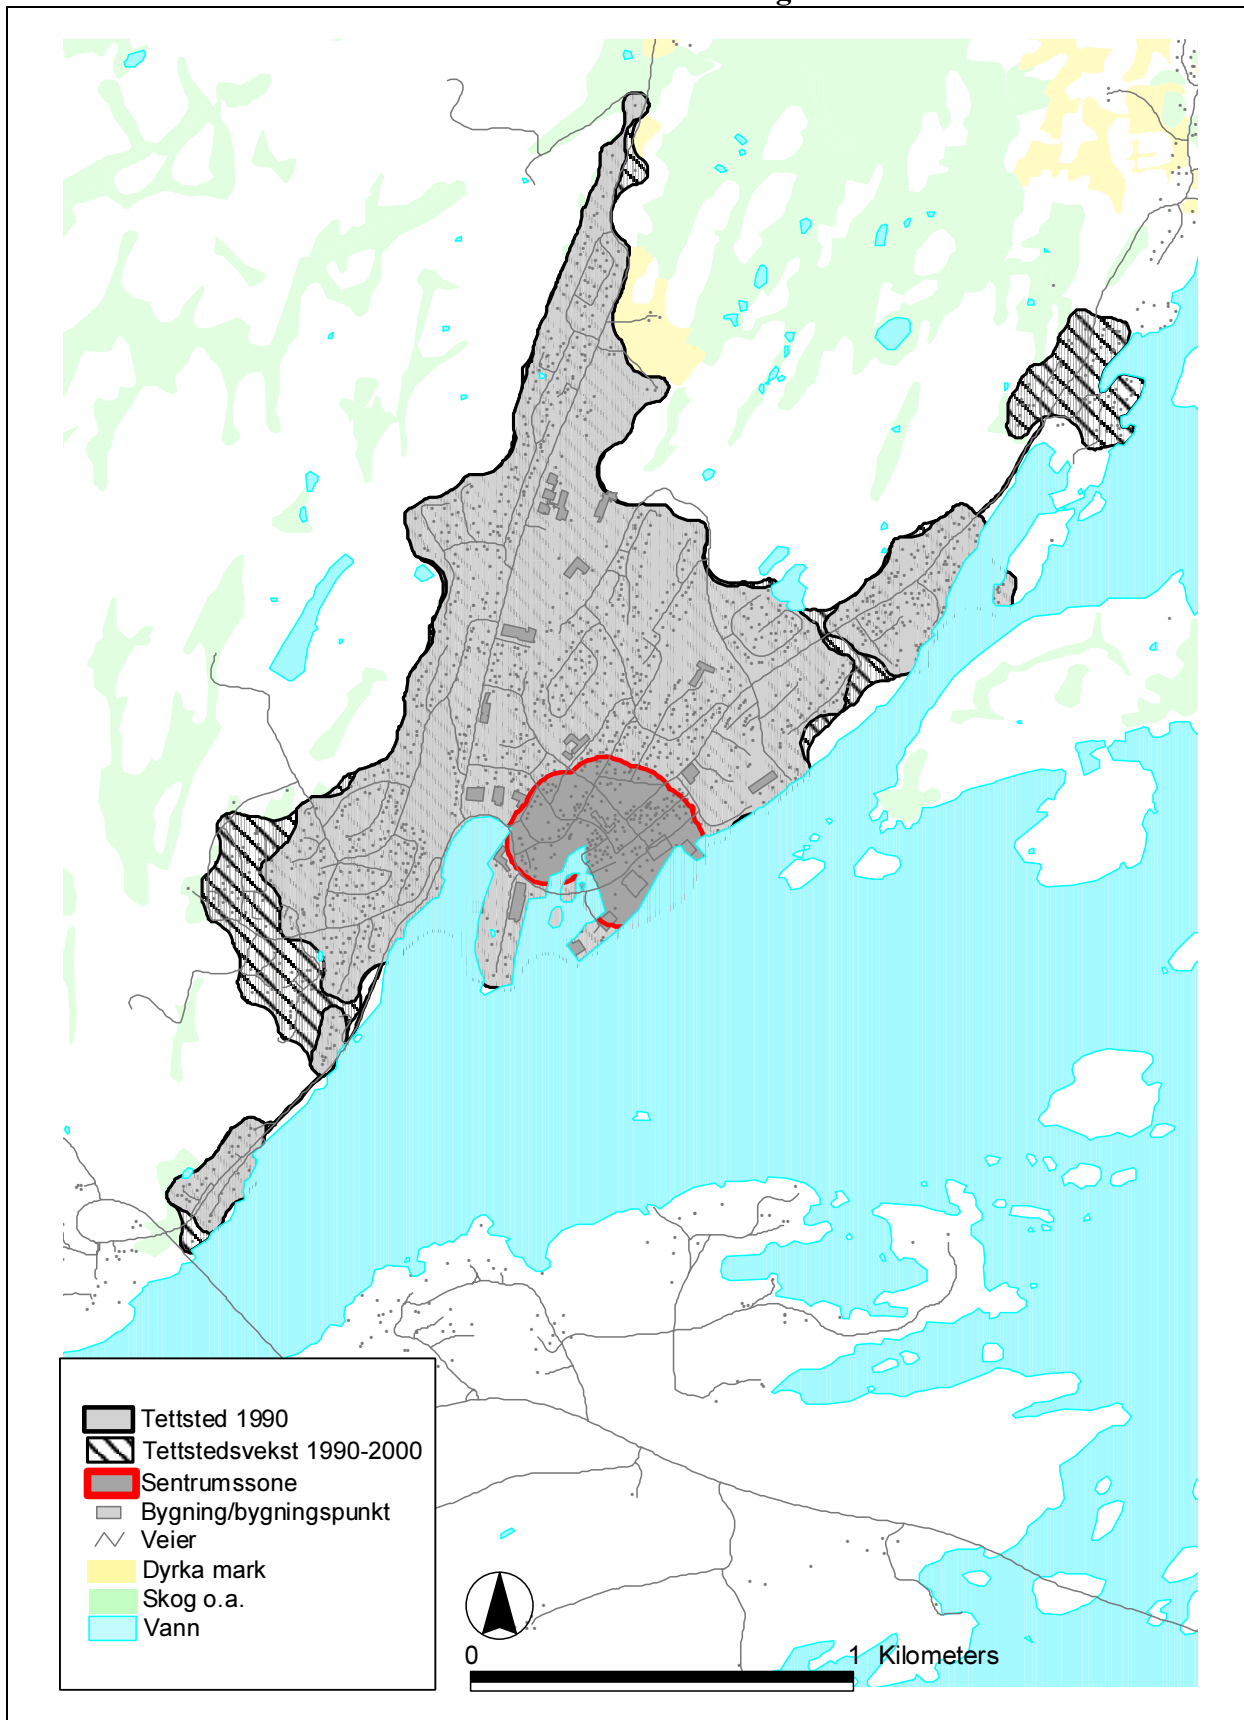 Tettsted 1990
Tettstedsvekst 1990-2000
Sentrumssone
Bygning/bygningspunkt
Veier
Dyrka mark
Skog o.a.
Vann
0 1 Kilometers